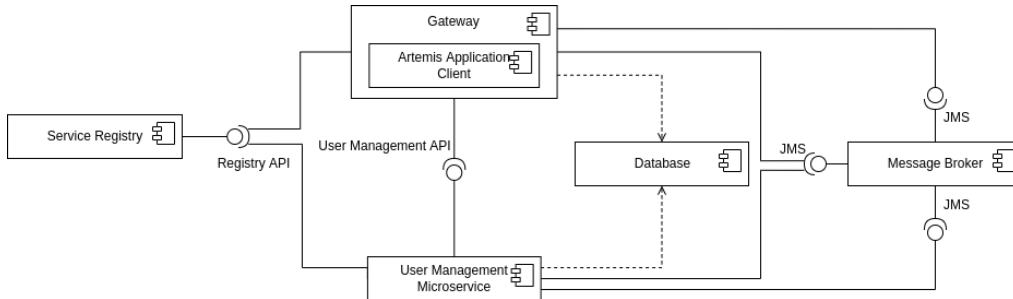 Gateway
Artemis Application
Client
Service Registry
Registry API
User Management API
Database
JMS
JMS
Message Broker
JMS
User Management
Microservice